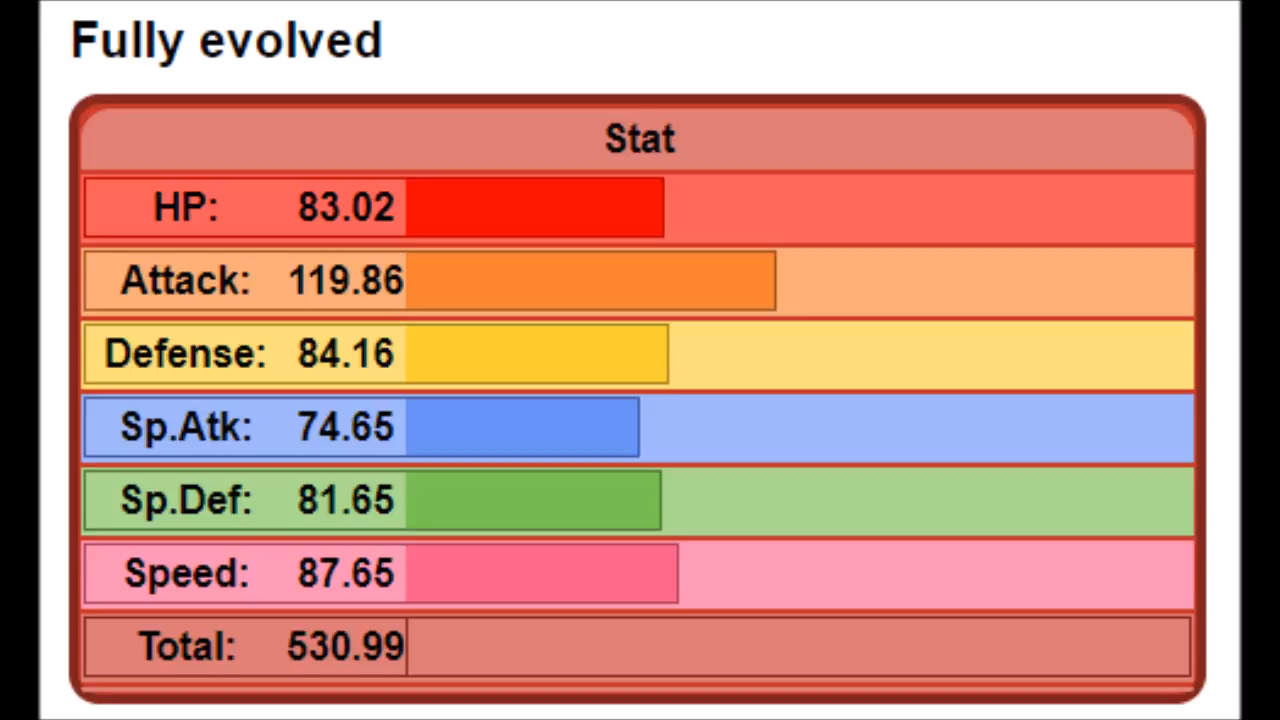 Fully evolved
Stat
HP: 83.02
Attack: 119.86
Defense: 84.16
Sp.Atk: 74.65
Sp.Def: 81.65
Speed: 87.65
Total: 530.99